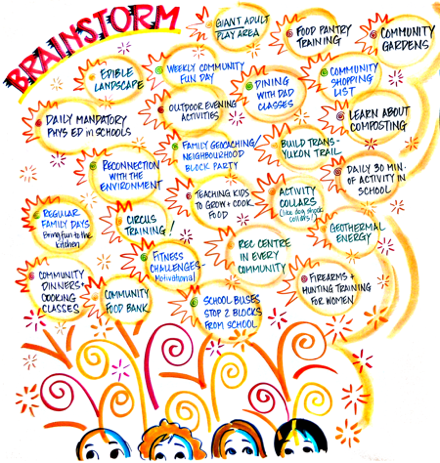 BRAINSTORM
GIANT ADULT
PLAY AREA
FOOD PANTRY
TRAINING
COMMUNITY
GARDENS
EDIBLE
LANDSCAPE
WEEKLY COMMUNITY
FUN DAY
DINING
WITH DAD
CLASSES
COMMUNITY
SHOPPING
LIST
DAILY MANDATORY
PHYS ED in SCHOOLS
OUTDOOR EVENING
ACTIVITIES
LEARN ABOUT
COMPOSTING
RECONNECTION
WITH THE
ENVIRONMENT
FAMILY GEOCACHING/
NEIGHBOURHOOD
BLOCK PARTY
BUILD TRANS-
YUKON TRAIL
DAILY 30 MIN.
OF ACTIVITY IN
SCHOOL
TEACHING KIDS
TO GROW + COOK
FOOD
ACTIVITY
COLLARS
(like dog shock
collars!)
REGULAR
FAMILY DAYS
Bring fun to the
kitchen
CIRCUS
TRAINING!
GEOTHERMAL
ENERGY
FITNESS
CHALLENGES-
Motivational
REC CENTRE
IN EVERY
COMMUNITY
COMMUNITY
DINNERS+
COOKING
CLASSES
COMMUNITY
FOOD BANK
SCHOOL BUSES
STOP 2 BLOCKS
FROM SCHOOL
FIREARMS +
HUNTING TRAINING
FOR WOMEN